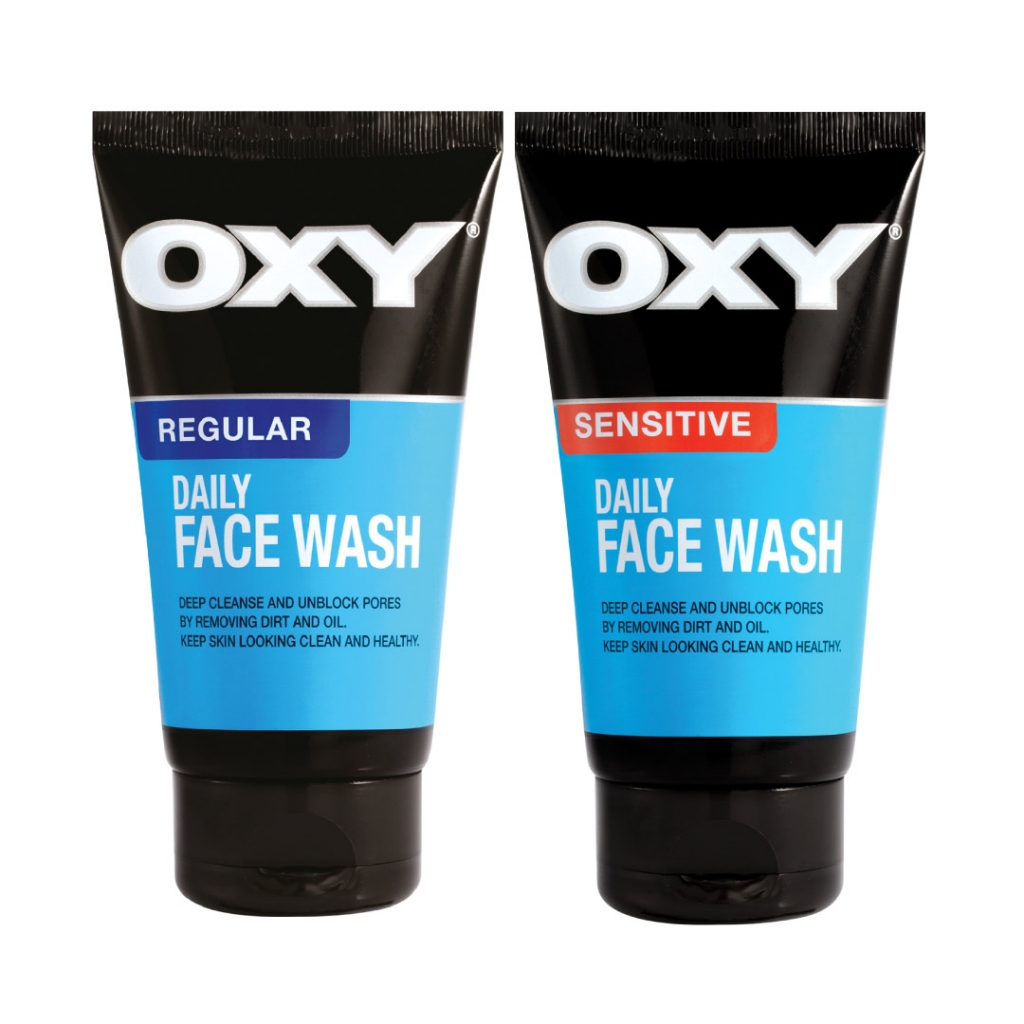 OXY®
REGULAR
DAILY
FACE WASH
DEEP CLEANSE AND UNBLOCK PORES
BY REMOVING DIRT AND OIL.
KEEP SKIN LOOKING CLEAN AND HEALTHY.
OXY®
SENSITIVE
DAILY
FACE WASH
DEEP CLEANSE AND UNBLOCK PORES
BY REMOVING DIRT AND OIL.
KEEP SKIN LOOKING CLEAN AND HEALTHY.